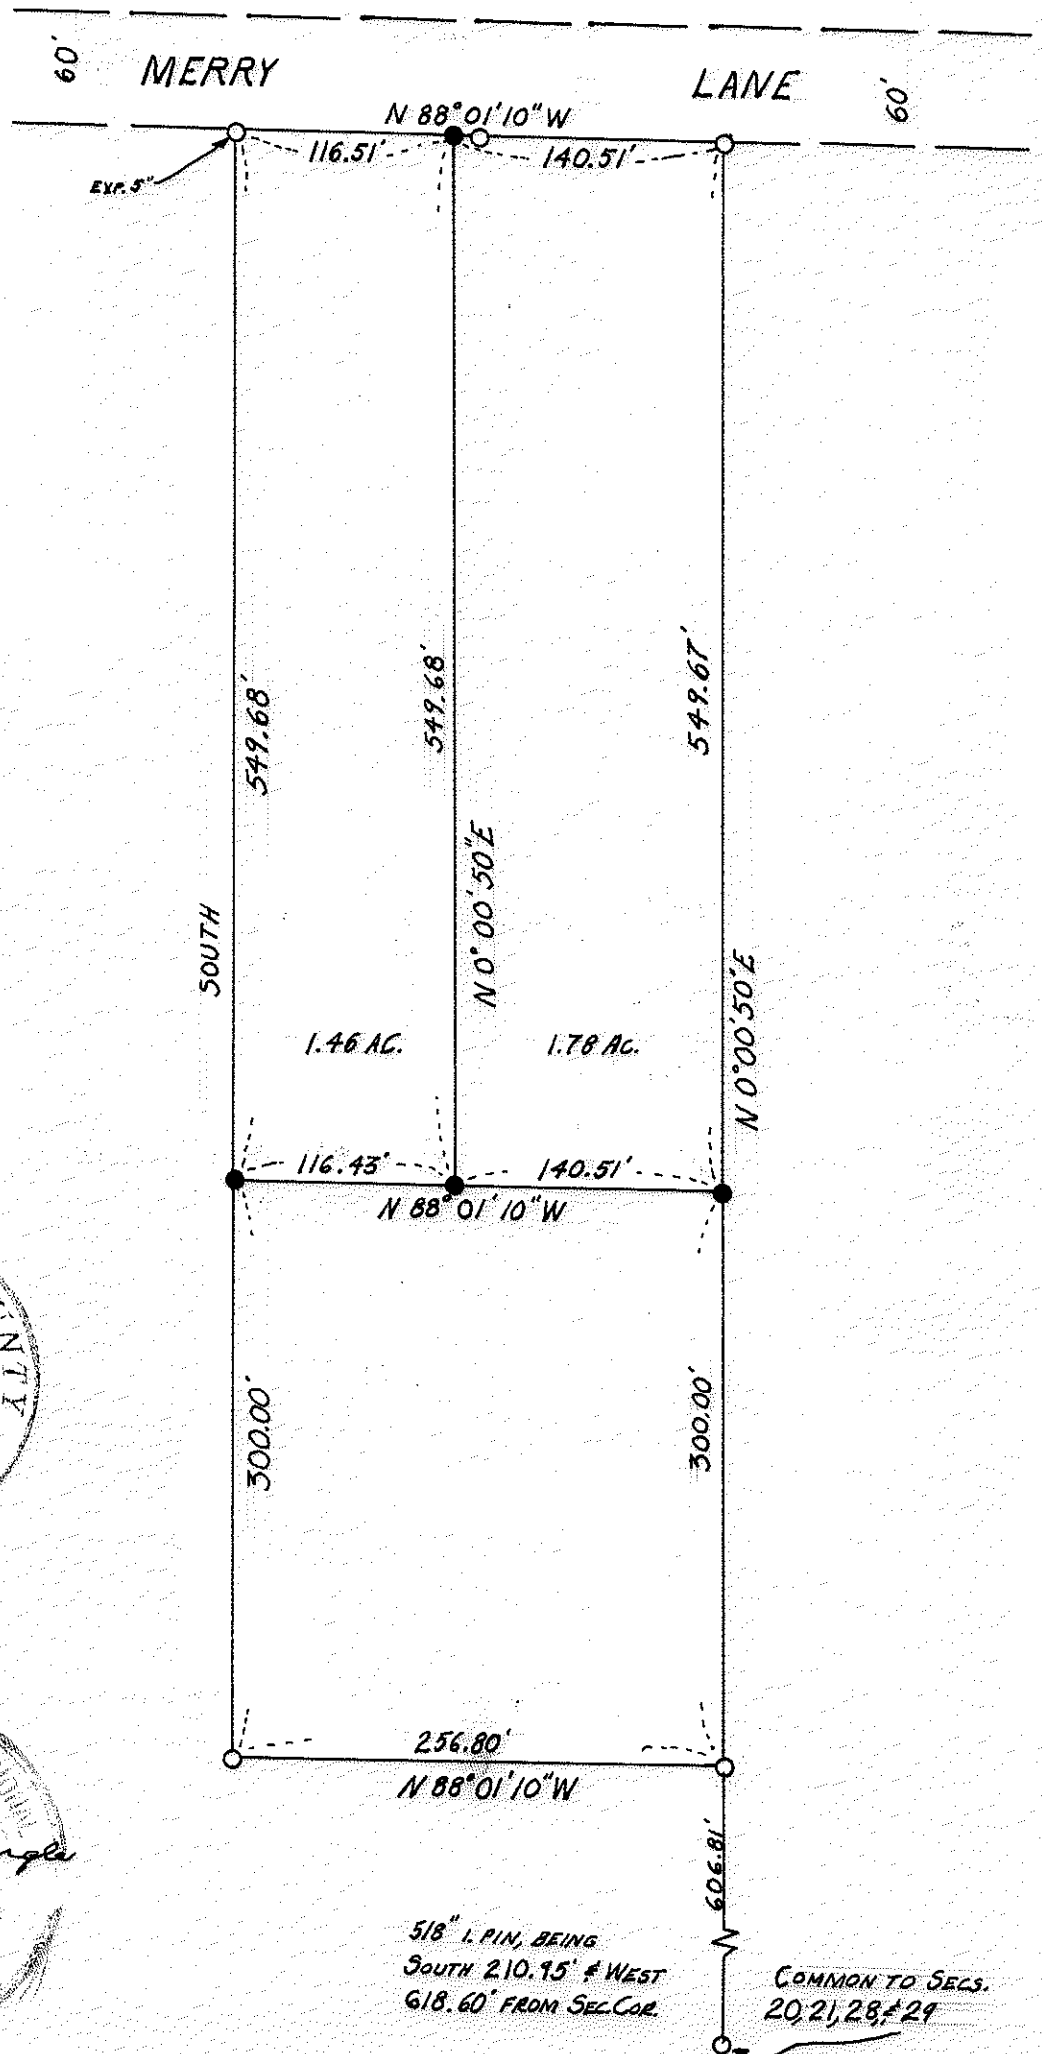 60'
MERRY LANE
60'
N 88°01'10" W
116.51'
140.51'
EXP. 5"
549.68'
549.68'
549.67'
SOUTH
N 0°00'50" E
N 0°00'50" E
1.46 AC.
1.78 AC.
116.43'
140.51'
N 88°01'10" W
NTY
300.00'
300.00'
256.80'
N 88°01'10" W
606.81'
5/8" I. PIN, BEING
SOUTH 210.95' & WEST
618.60' FROM SEC. COR.
COMMON TO SECS.
20, 21, 28, & 29